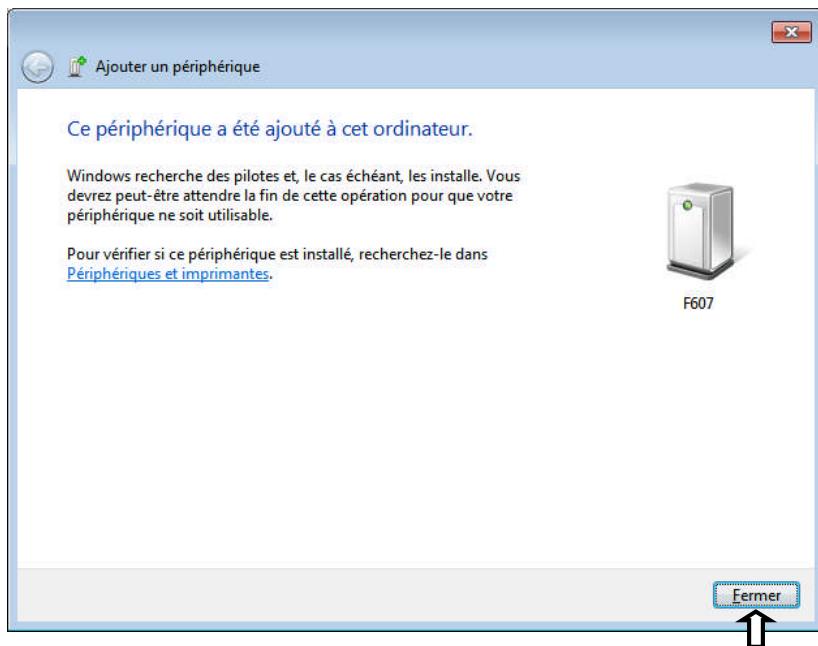 Ajouter un périphérique
Ce périphérique a été ajouté à cet ordinateur.
Windows recherche des pilotes et, le cas échéant, les installe. Vous
devrez peut-être attendre la fin de cette opération pour que votre
périphérique ne soit utilisable.
Pour vérifier si ce périphérique est installé, recherchez-le dans
Périphériques et imprimantes.
F607
Fermer